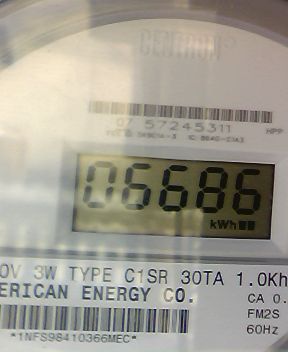 CENTRON®
07 57245311
HPP
06686
kWh
0V 3W TYPE C1SR 30TA 1.0Kh
ERICAN ENERGY CO.
CA 0.
FM2S
60Hz
*1NFS98410366MEC*